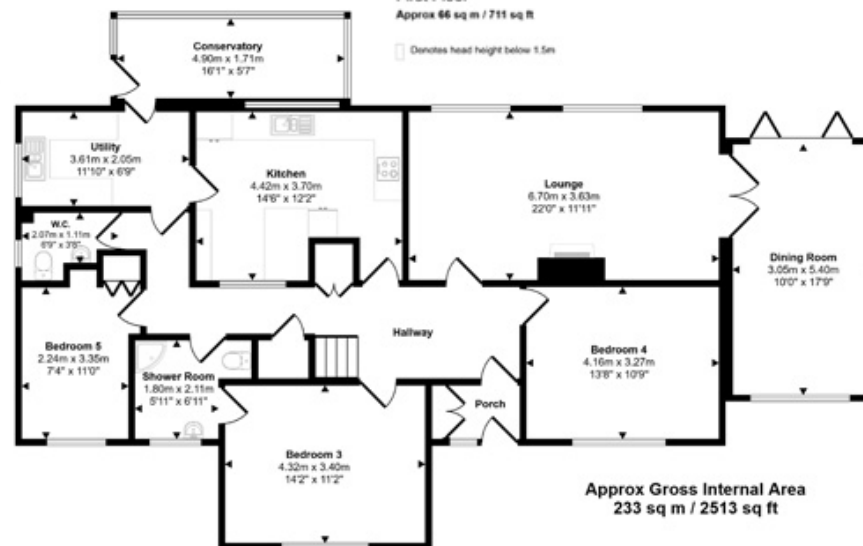 Approx 66 sq m / 711 sq ft
Denotes head height below 1.5m
Conservatory
4.90m x 1.71m
16'1" x 5'7"
Utility
3.61m x 2.05m
11'10" x 6'9"
Kitchen
4.42m x 3.70m
14'6" x 12'2"
Lounge
6.70m x 3.63m
22'0" x 11'11"
W.C.
2.07m x 1.11m
6'9" x 3'8"
Dining Room
3.05m x 5.40m
10'0" x 17'9"
Hallway
Bedroom 5
2.24m x 3.35m
7'4" x 11'0"
Shower Room
1.80m x 2.11m
5'11" x 6'11"
Bedroom 4
4.16m x 3.27m
13'8" x 10'9"
Porch
Bedroom 3
4.32m x 3.40m
14'2" x 11'2"
Approx Gross Internal Area
233 sq m / 2513 sq ft